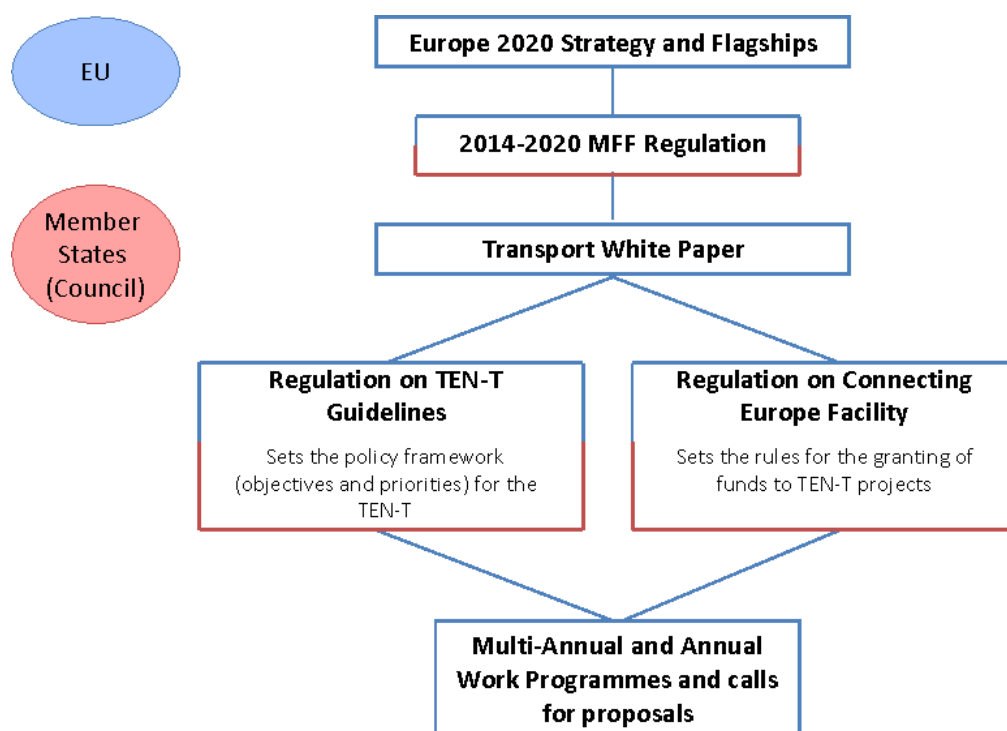 Europe 2020 Strategy and Flagships
EU
2014-2020 MFF Regulation
Member
States
(Council)
Transport White Paper
Regulation on TEN-T
Guidelines
Sets the policy framework
(objectives and priorities) for the
TEN-T
Regulation on Connecting
Europe Facility
Sets the rules for the granting of
funds to TEN-T projects
Multi-Annual and Annual
Work Programmes and calls
for proposals